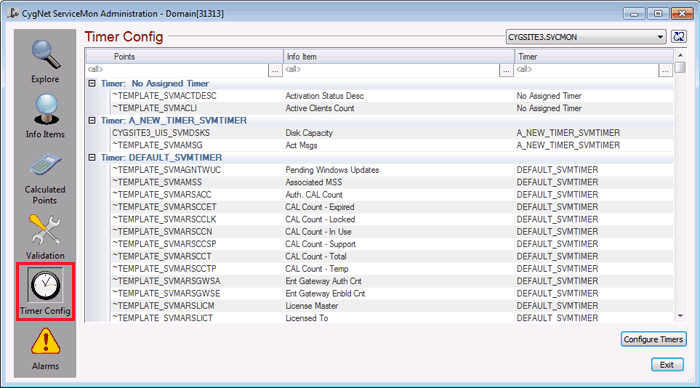 CygNet ServiceMon Administration - Domain[31313]
Explore
Info Items
Calculated
Points
Validation
Timer Config
Alarms
Timer Config
CYGSITE3.SVCMON
Points Info Item Timer
<all> ... <all> ... <all> ...
Timer: No Assigned Timer
~TEMPLATE_SVMACTDESC Activation Status Desc No Assigned Timer
~TEMPLATE_SVMACLI Active Clients Count No Assigned Timer
Timer: A_NEW_TIMER_SVMTIMER
CYGSITE3_UIS_SVMDSKS Disk Capacity A_NEW_TIMER_SVMTIMER
~TEMPLATE_SVMAMSG Act Msgs A_NEW_TIMER_SVMTIMER
Timer: DEFAULT_SVMTIMER
~TEMPLATE_SVMAGNTWUC Pending Windows Updates DEFAULT_SVMTIMER
~TEMPLATE_SVMAMSS Associated MSS DEFAULT_SVMTIMER
~TEMPLATE_SVMARSACC Auth. CAL Count DEFAULT_SVMTIMER
~TEMPLATE_SVMARSCCET CAL Count - Expired DEFAULT_SVMTIMER
~TEMPLATE_SVMARSCCLK CAL Count - Locked DEFAULT_SVMTIMER
~TEMPLATE_SVMARSCCN CAL Count - In Use DEFAULT_SVMTIMER
~TEMPLATE_SVMARSCCSP CAL Count - Support DEFAULT_SVMTIMER
~TEMPLATE_SVMARSCCT CAL Count - Total DEFAULT_SVMTIMER
~TEMPLATE_SVMARSCCTP CAL Count - Temp DEFAULT_SVMTIMER
~TEMPLATE_SVMARSGWSA Ent Gateway Auth Cnt DEFAULT_SVMTIMER
~TEMPLATE_SVMARSGWSE Ent Gateway Enbld Cnt DEFAULT_SVMTIMER
~TEMPLATE_SVMARSLICM License Master DEFAULT_SVMTIMER
~TEMPLATE_SVMARSLICT Licensed To DEFAULT_SVMTIMER
Configure Timers
Exit